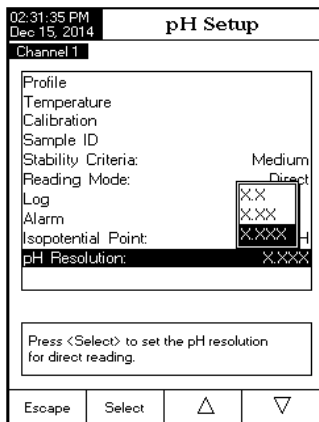 02:31:35 PM
Dec 15, 2014
pH Setup
Channel 1
Profile
Temperature
Calibration
Sample ID
Stability Criteria: Medium
Reading Mode: Direct
Log
Alarm
Isopotential Point: H
pH Resolution: X.XXX
X.X
X.XX
X.XXX
Press <Select> to set the pH resolution
for direct reading.
Escape Select